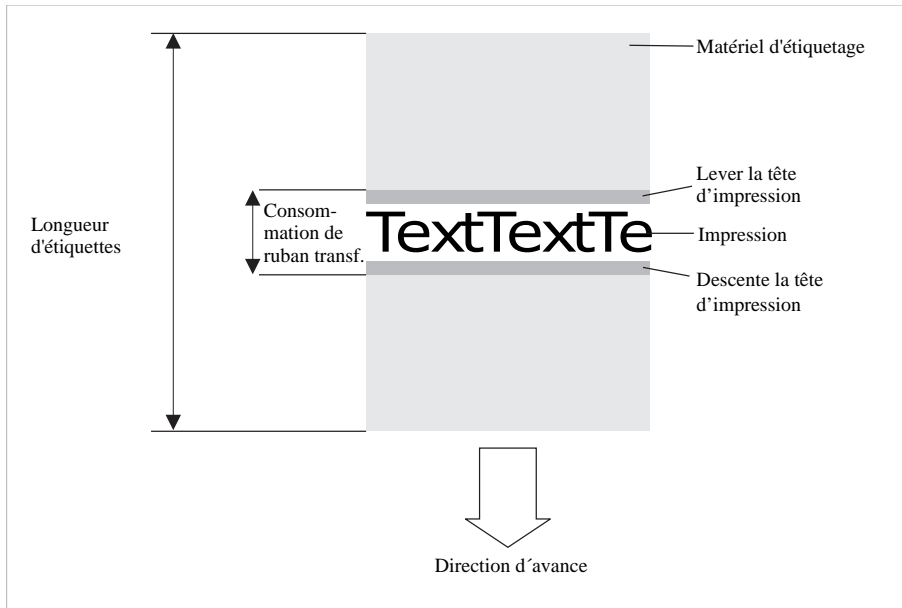 Matériel d'étiquetage
Lever la tête
d’impression
Longueur
d'étiquettes
Consom-
mation de
ruban transf.
TextTextTe
Impression
Descente la tête
d’impression
Direction d´avance